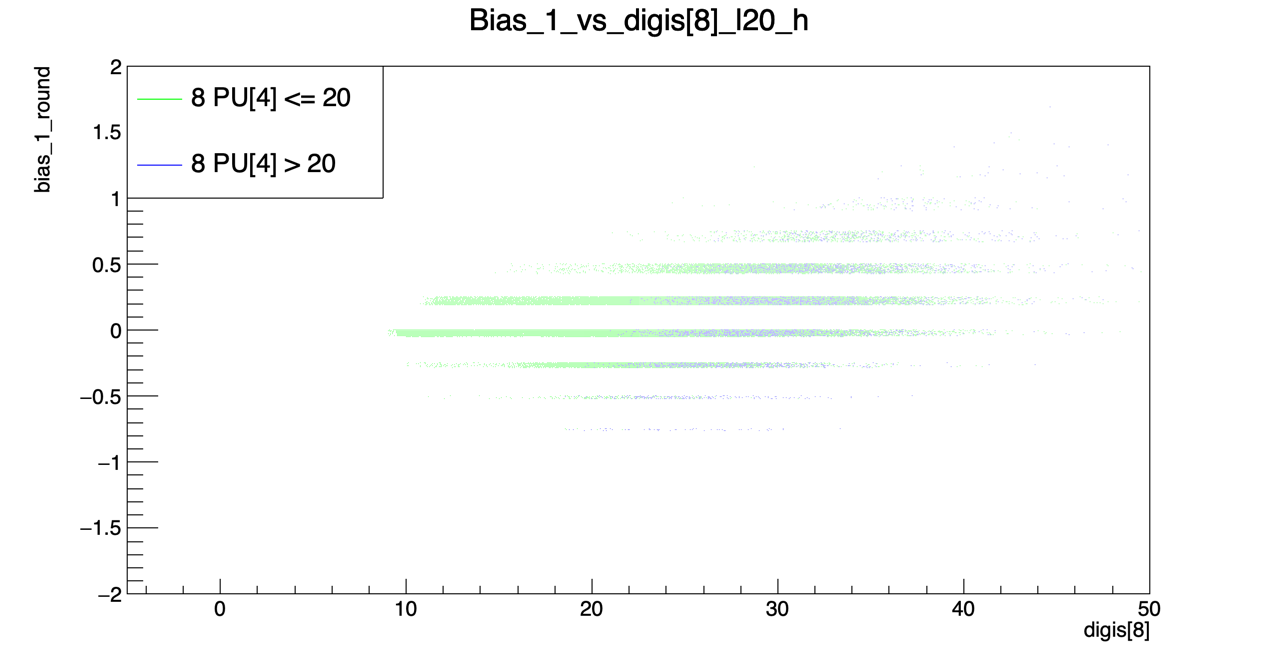 Bias_1_vs_digis[8]_l20_h
bias_1_round
8 PU[4] <= 20
8 PU[4] > 20
2
1.5
1
0.5
0
−0.5
−1
−1.5
−2
0 10 20 30 40 50
digis[8]